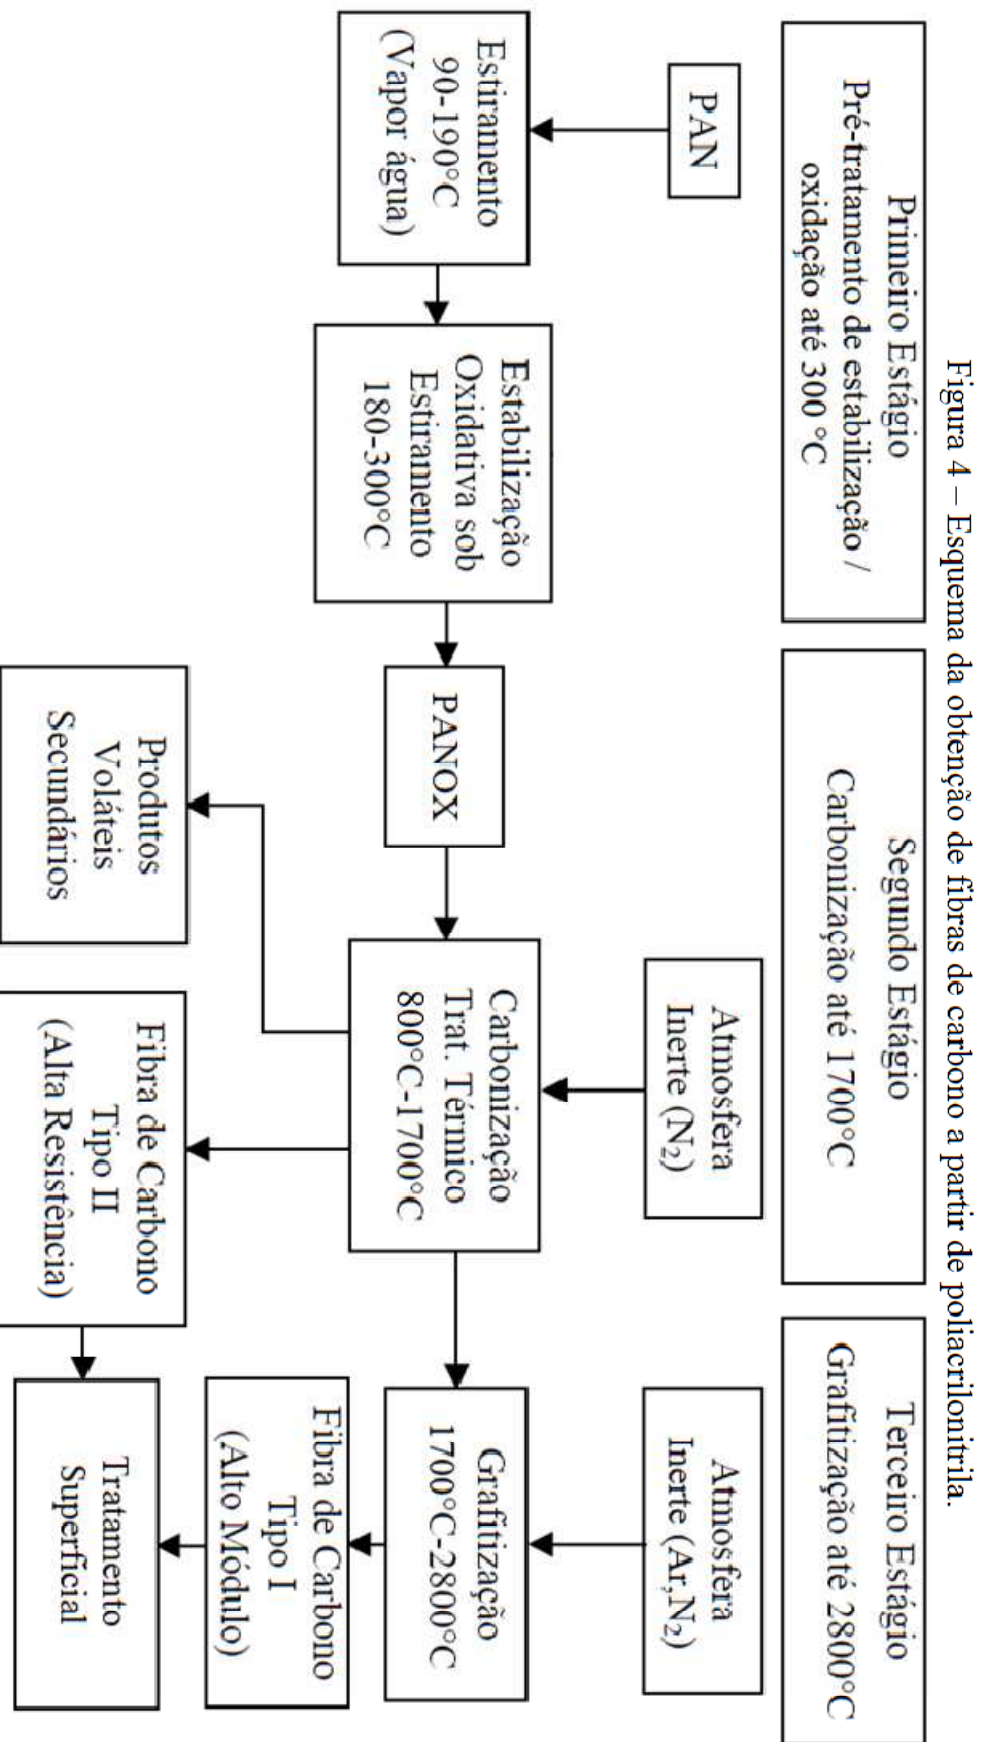 Figura 4 – Esquema da obtenção de fibras de carbono a partir de poliacrilonitrila.
Primeiro Estágio
Pré-tratamento de estabilização /
oxidação até 300 °C
Segundo Estágio
Carbonização até 1700°C
Terceiro Estágio
Grafitização até 2800°C
PAN
Atmosfera
Inerte (N₂)
Atmosfera
Inerte (Ar,N₂)
Estiramento
90-190°C
(Vapor água)
Estabilização
Oxidativa sob
Estiramento
180-300°C
PANOX
Carbonização
Trat. Térmico
800°C-1700°C
Grafitização
1700°C-2800°C
Produtos
Voláteis
Secundários
Fibra de Carbono
Tipo II
(Alta Resistência)
Fibra de Carbono
Tipo I
(Alto Módulo)
Tratamento
Superficial